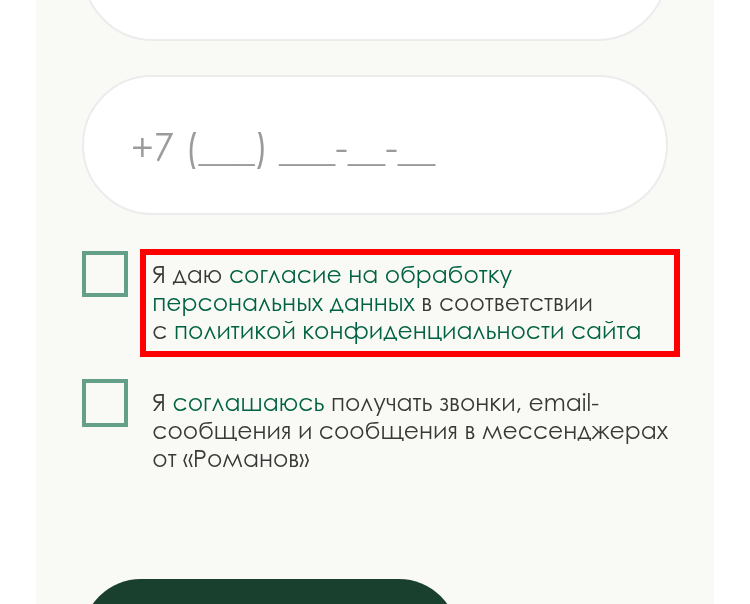 +7 (___) ___-__-__
Я даю согласие на обработку
персональных данных в соответствии
с политикой конфиденциальности сайта
Я соглашаюсь получать звонки, email-
сообщения и сообщения в мессенджерах
от «Романов»